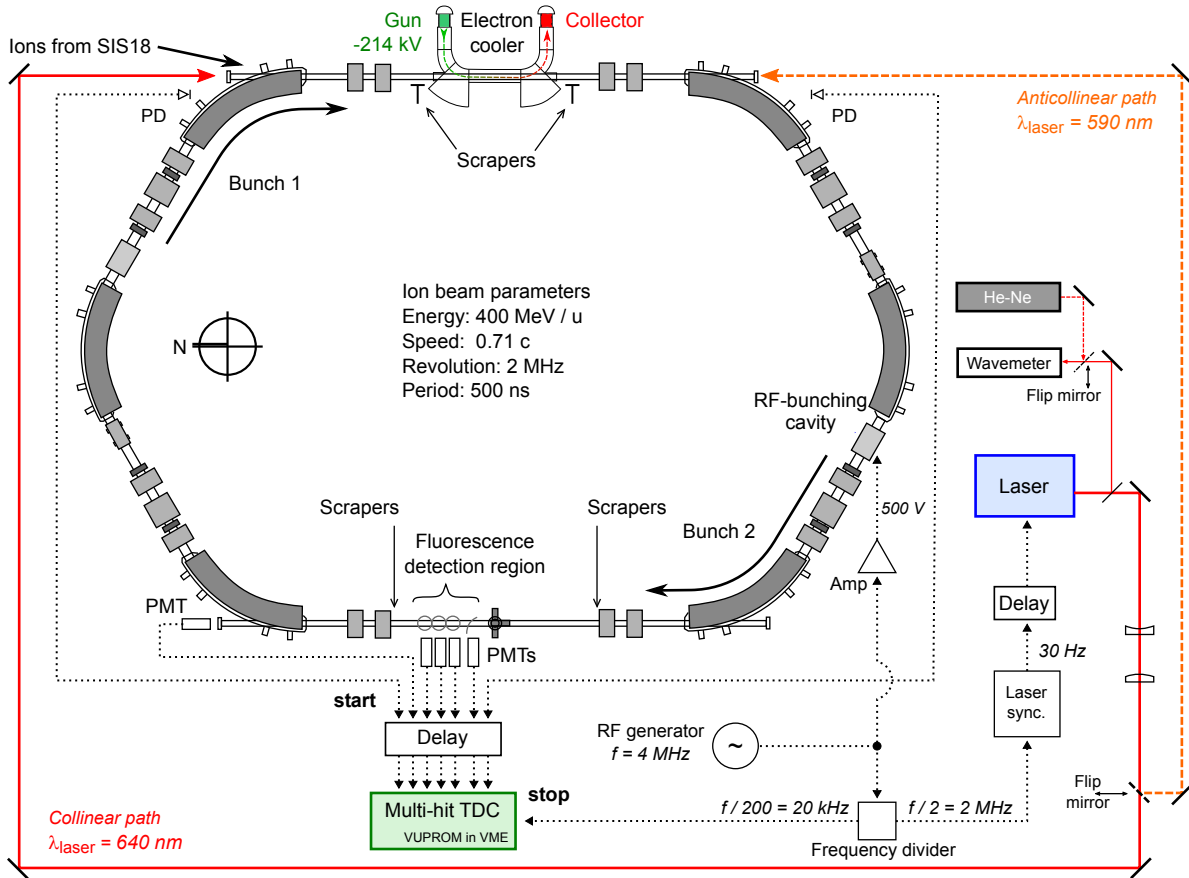 Gun
-214 kV
Electron
cooler
Collector
Ions from SIS18
PD
PD
Anticollinear path
λlaser = 590 nm
Scrapers
Bunch 1
Ion beam parameters
Energy: 400 MeV / u
Speed: 0.71 c
Revolution: 2 MHz
Period: 500 ns
N
He-Ne
Wavemeter
Flip mirror
RF-bunching
cavity
Laser
500 V
Scrapers
Scrapers
Fluorescence
detection region
Bunch 2
Amp
Delay
PMT
PMTs
30 Hz
start
Laser
sync.
Delay
RF generator
f = 4 MHz
~
Flip
mirror
Multi-hit TDC
VUPROM in VME
stop
f / 200 = 20 kHz
f / 2 = 2 MHz
Frequency divider
Collinear path
λlaser = 640 nm